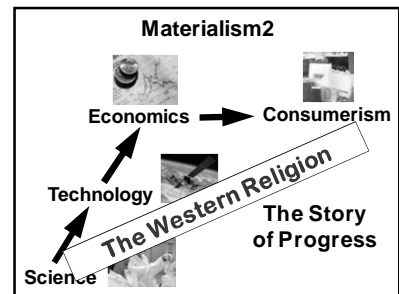 Materialism2
Economics
Consumerism
Technology
The Western Religion
The Story
of Progress
Science